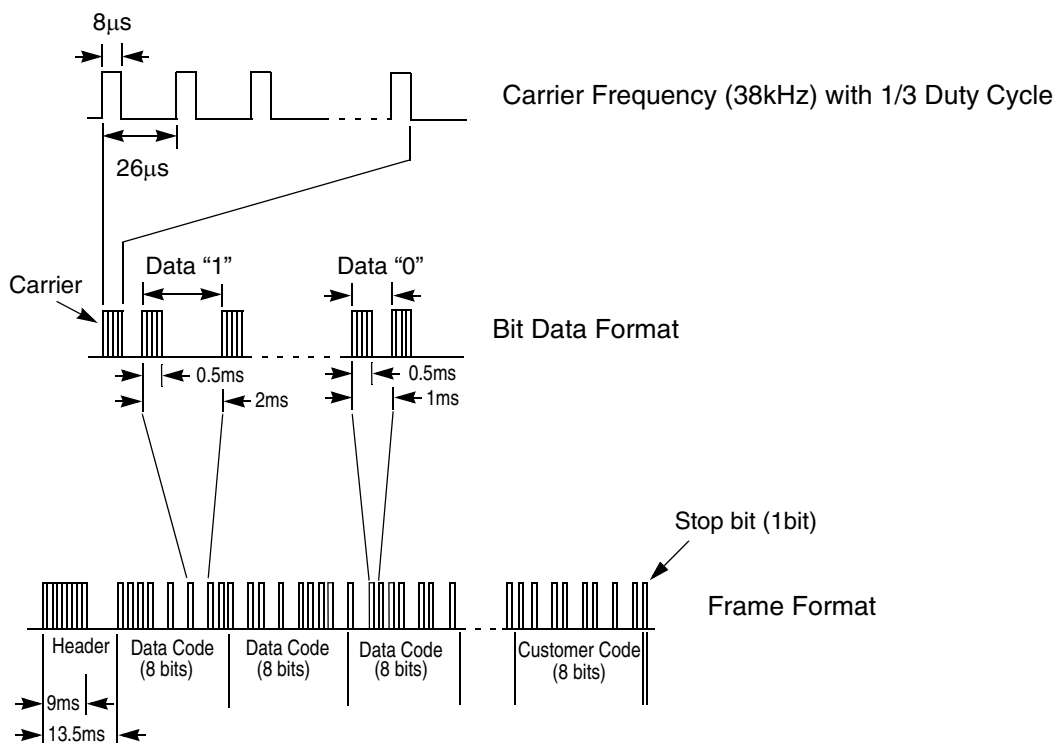 8μs
Carrier Frequency (38kHz) with 1/3 Duty Cycle
26μs
Data “1”
Data “0”
Carrier
Bit Data Format
0.5ms
0.5ms
2ms
1ms
Stop bit (1bit)
Frame Format
Header
Data Code
(8 bits)
Data Code
(8 bits)
Data Code
(8 bits)
Customer Code
(8 bits)
9ms
13.5ms